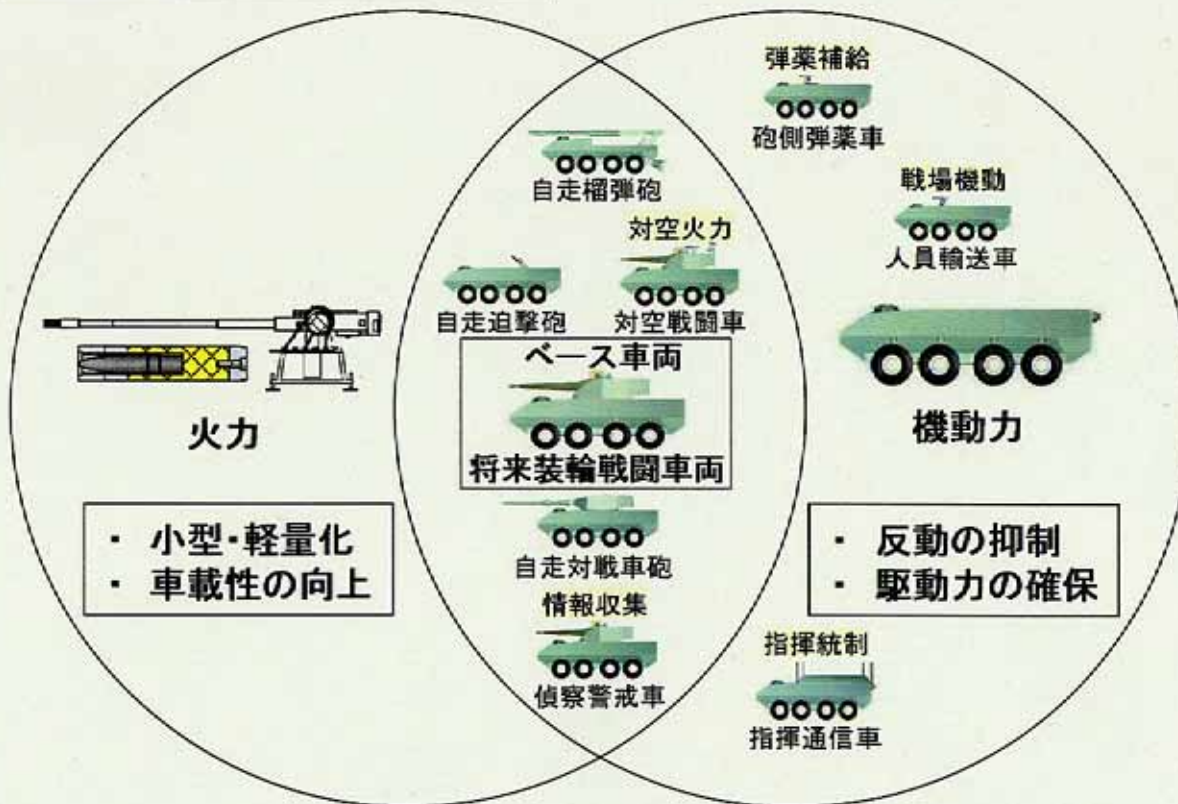 弾薬補給
砲側弾薬車
自走榴弾砲
戦場機動
人員輸送車
対空火力
自走迫撃砲
対空戦闘車
ベース車両
将来装輪戦闘車両
火力
機動力
・ 小型・軽量化
・ 車載性の向上
自走対戦車砲
・ 反動の抑制
・ 駆動力の確保
情報収集
偵察警戒車
指揮統制
指揮通信車